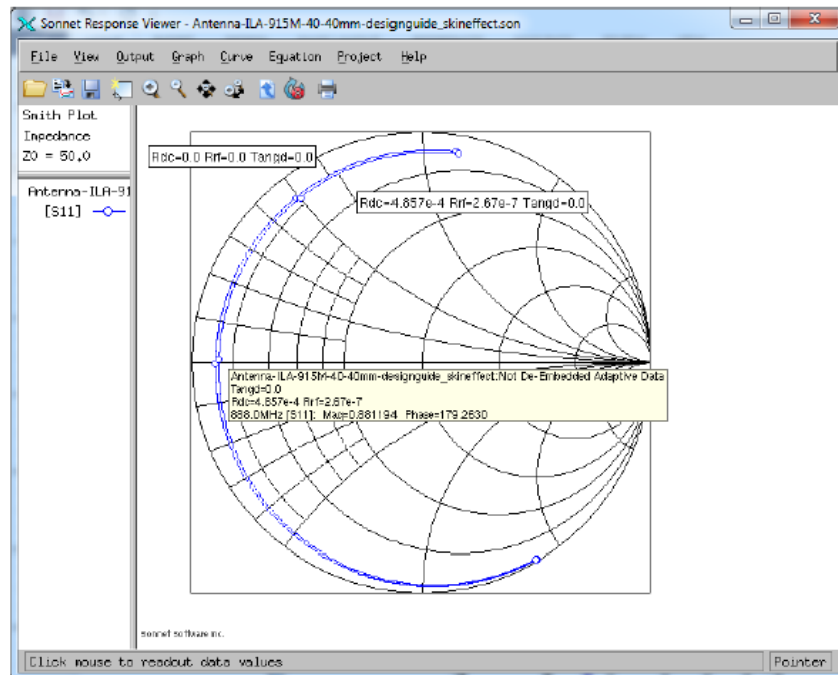 Sonnet Response Viewer - Antenna-ILA-915M-40-40mm-designguide_skineffect.son
File View Output Graph Curve Equation Project Help
Smith Plot
Impedance
Z0 = 50.0
Antenna-ILA-91
[S11]
Rdc=0.0 Rrf=0.0 Tangd=0.0
Rdc=4.857e-4 Rrf=2.67e-7 Tangd=0.0
Antenna-ILA-915M-40-40mm-designguide_skineffect:Not De-Embedded Adaptive Data
Tangd=0.0
Rdc=4.857e-4 Rrf=2.67e-7
888.0MHz [S11]: Mag=0.881194 Phase=179.2630
Sonnet Software Inc.
Click mouse to readout data values
Pointer